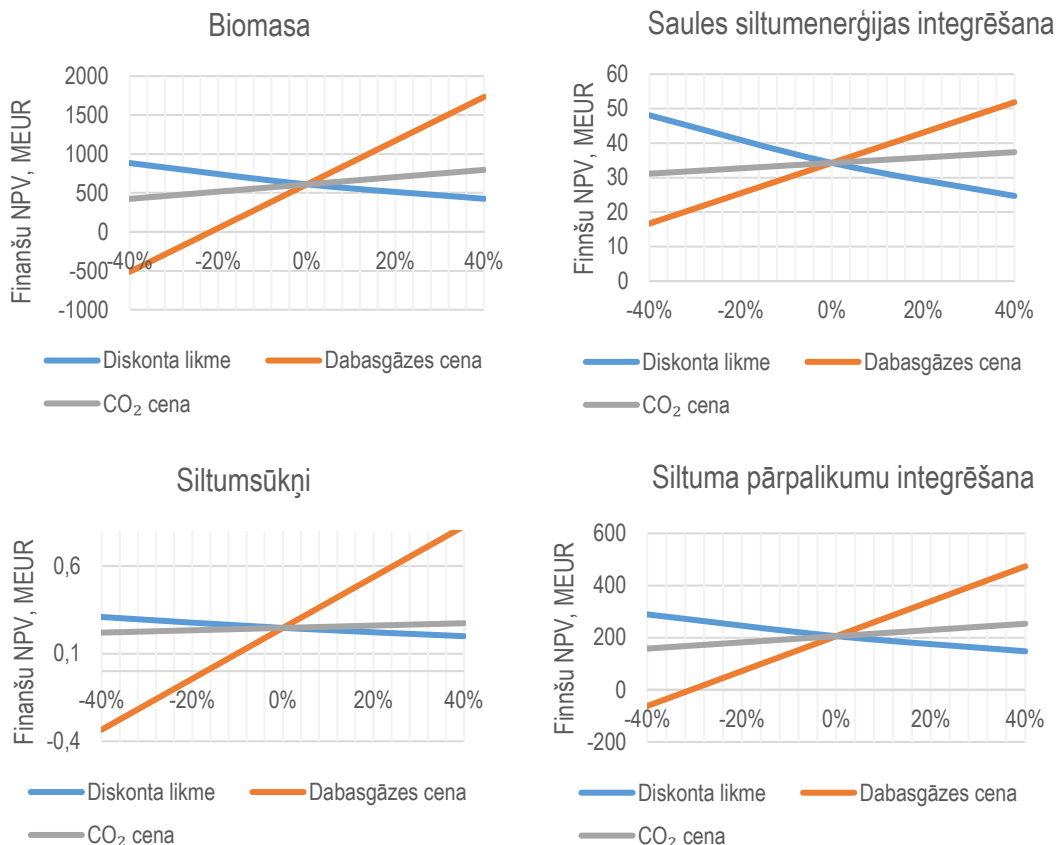 Biomasa
Finanšu NPV, MEUR
2000
1500
1000
500
0
-500
-1000
-40% -20% 0% 20% 40%
Diskonta likme Dabasgāzes cena
CO₂ cena
Saules siltumenerģijas integrēšana
Finnšu NPV, MEUR
60
50
40
30
20
10
0
-40% -20% 0% 20% 40%
Diskonta likme Dabasgāzes cena
CO₂ cena
Siltumsūkņi
Finanšu NPV, MEUR
0,6
0,1
-0,4
-40% -20% 0% 20% 40%
Diskonta likme Dabasgāzes cena
CO₂ cena
Siltuma pārpalikumu integrēšana
Finnšu NPV, MEUR
600
400
200
0
-200
-40% -20% 0% 20% 40%
Diskonta likme Dabasgāzes cena
CO₂ cena